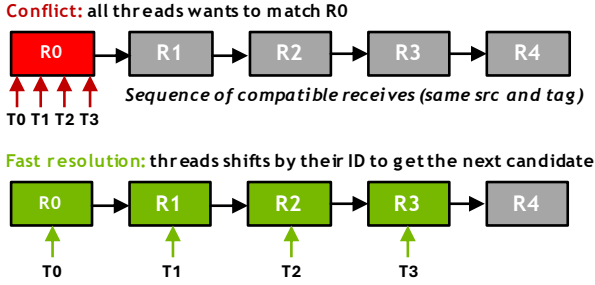 Conflict: all threads wants to match R0
R0 R1 R2 R3 R4
T0 T1 T2 T3
Sequence of compatible receives (same src and tag)
Fast resolution: threads shifts by their ID to get the next candidate
R0 R1 R2 R3 R4
T0 T1 T2 T3